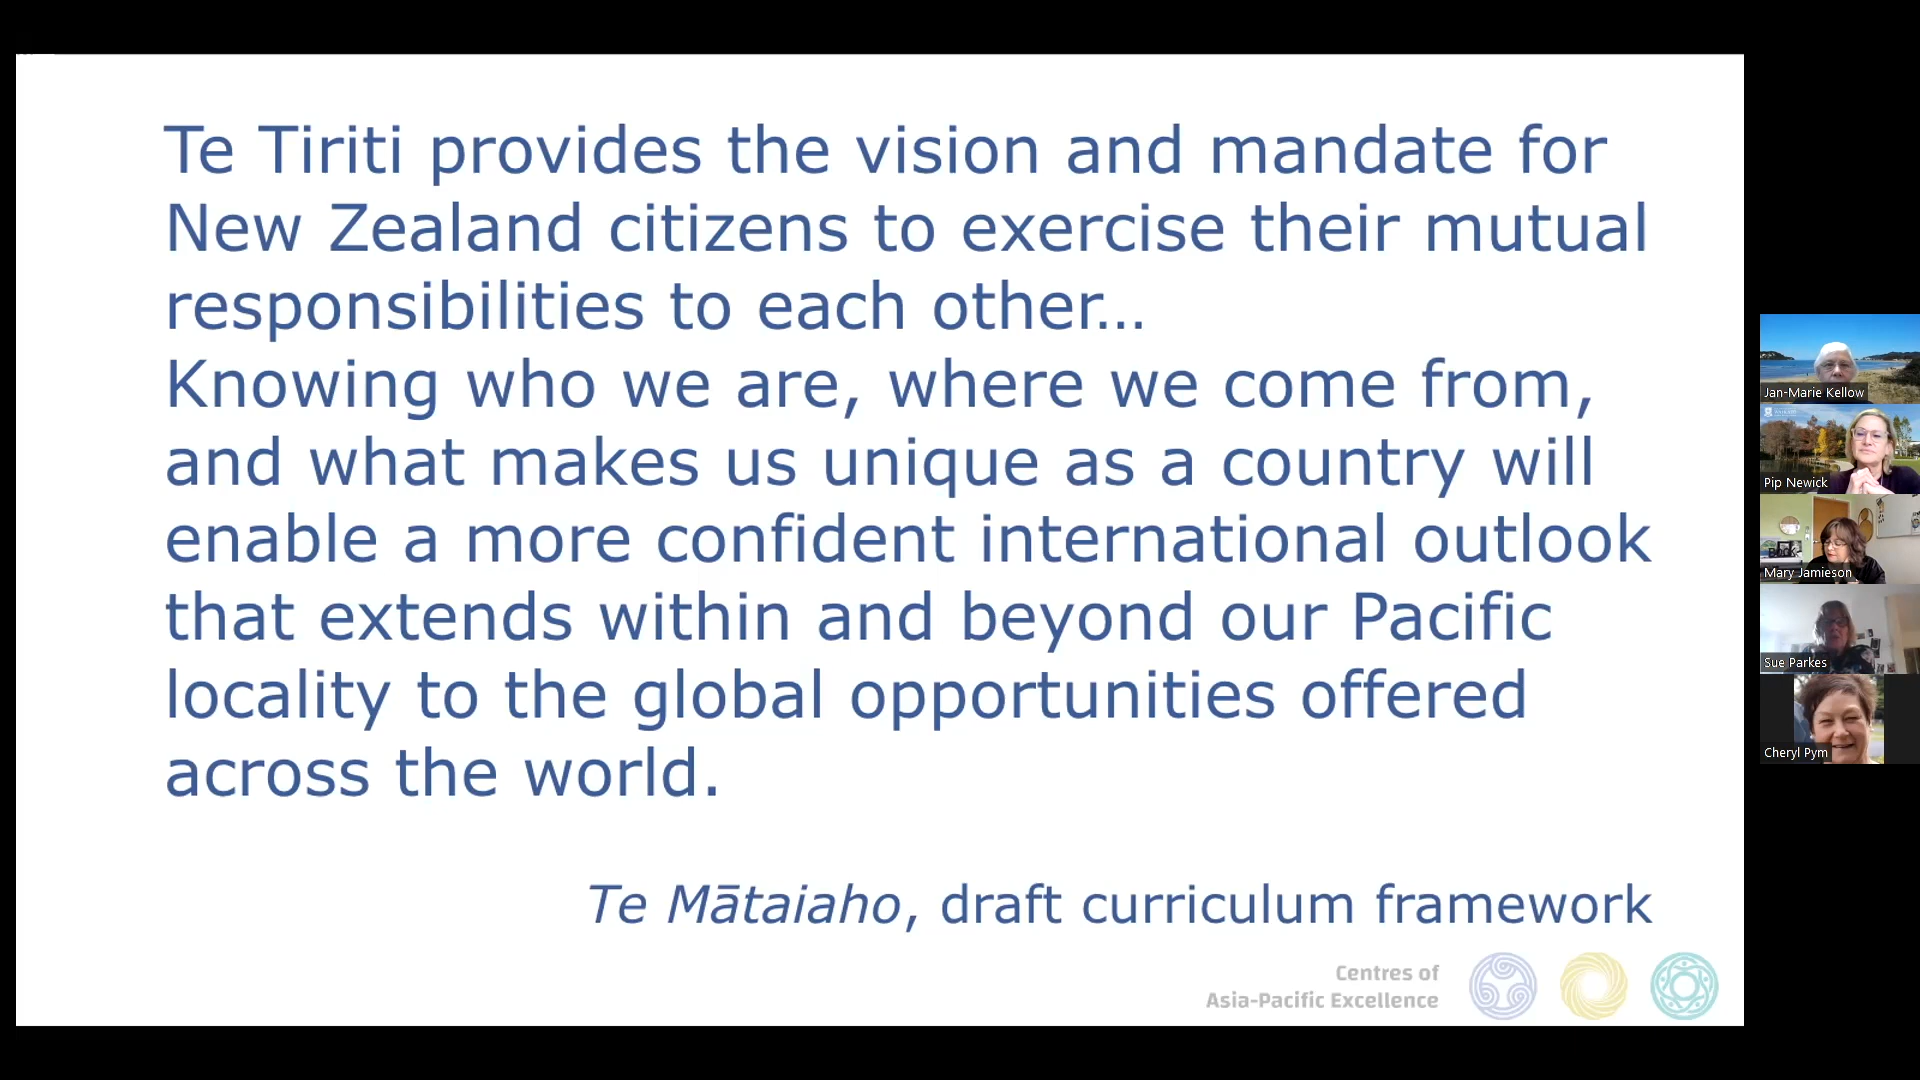 Te Tiriti provides the vision and mandate for
New Zealand citizens to exercise their mutual
responsibilities to each other...
Knowing who we are, where we come from,
and what makes us unique as a country will
enable a more confident international outlook
that extends within and beyond our Pacific
locality to the global opportunities offered
across the world.
Te Mātaiaho, draft curriculum framework
Centres of
Asia-Pacific Excellence
Jan-Marie Kellow
Pip Newick
Mary Jamieson
Sue Parkes
Cheryl Pym